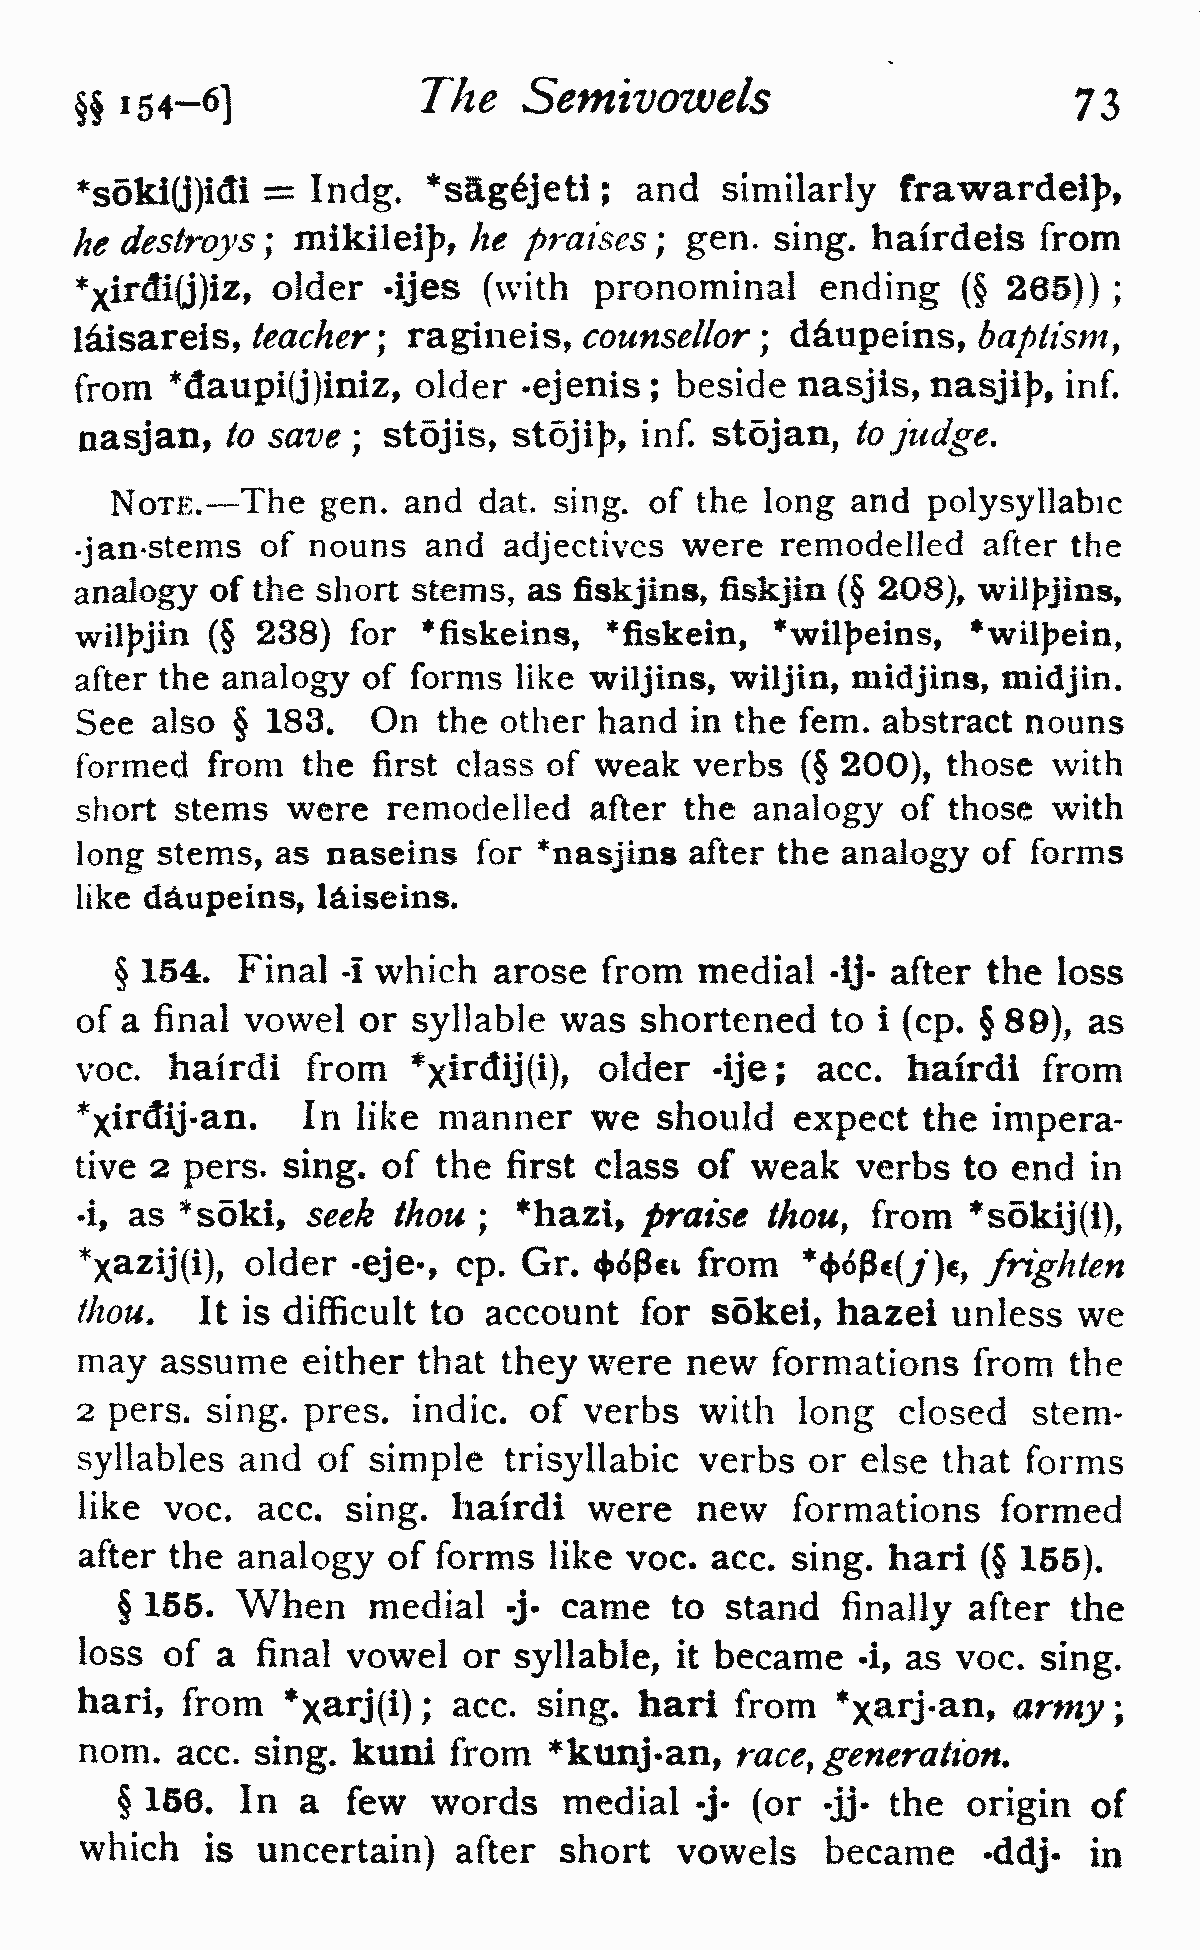 §§ 154–6] The Semivowels 73
*sōki(j)iđi = Indg. *sāgéjeti ; and similarly frawardeiþ,
he destroys ; mikileiþ, he praises ; gen. sing. haírdeis from
*χirđi(j)iz, older -ijes (with pronominal ending (§ 265)) ;
láisareis, teacher ; ragineis, counsellor ; dáupeins, baptism,
from *đaupi(j)iniz, older -ejenis ; beside nasjis, nasjiþ, inf.
nasjan, to save ; stōjis, stōjiþ, inf. stōjan, to judge.
NOTE.—The gen. and dat. sing. of the long and polysyllabic
-jan-stems of nouns and adjectives were remodelled after the
analogy of the short stems, as fiskjins, fiskjin (§ 208), wilþjins,
wilþjin (§ 238) for *fiskeins, *fiskein, *wilþeins, *wilþein,
after the analogy of forms like wiljins, wiljin, midjins, midjin.
See also § 183. On the other hand in the fem. abstract nouns
formed from the first class of weak verbs (§ 200), those with
short stems were remodelled after the analogy of those with
long stems, as naseins for *nasjins after the analogy of forms
like dáupeins, láiseins.
§ 154. Final -ī which arose from medial -ij- after the loss
of a final vowel or syllable was shortened to i (cp. § 89), as
voc. haírdi from *χirđij(i), older -ije ; acc. haírdi from
*χirđij-an. In like manner we should expect the impera-
tive 2 pers. sing. of the first class of weak verbs to end in
-i, as *sōki, seek thou ; *hazi, praise thou, from *sōkij(i),
*χazij(i), older -eje-, cp. Gr. φόβει from *φόβε(j)ε, frighten
thou. It is difficult to account for sōkei, hazei unless we
may assume either that they were new formations from the
2 pers. sing. pres. indic. of verbs with long closed stem-
syllables and of simple trisyllabic verbs or else that forms
like voc. acc. sing. haírdi were new formations formed
after the analogy of forms like voc. acc. sing. hari (§ 155).
§ 155. When medial -j- came to stand finally after the
loss of a final vowel or syllable, it became -i, as voc. sing.
hari, from *χarj(i) ; acc. sing. hari from *χarj-an, army ;
nom. acc. sing. kuni from *kunj-an, race, generation.
§ 156. In a few words medial -j- (or -jj- the origin of
which is uncertain) after short vowels became -ddj- in